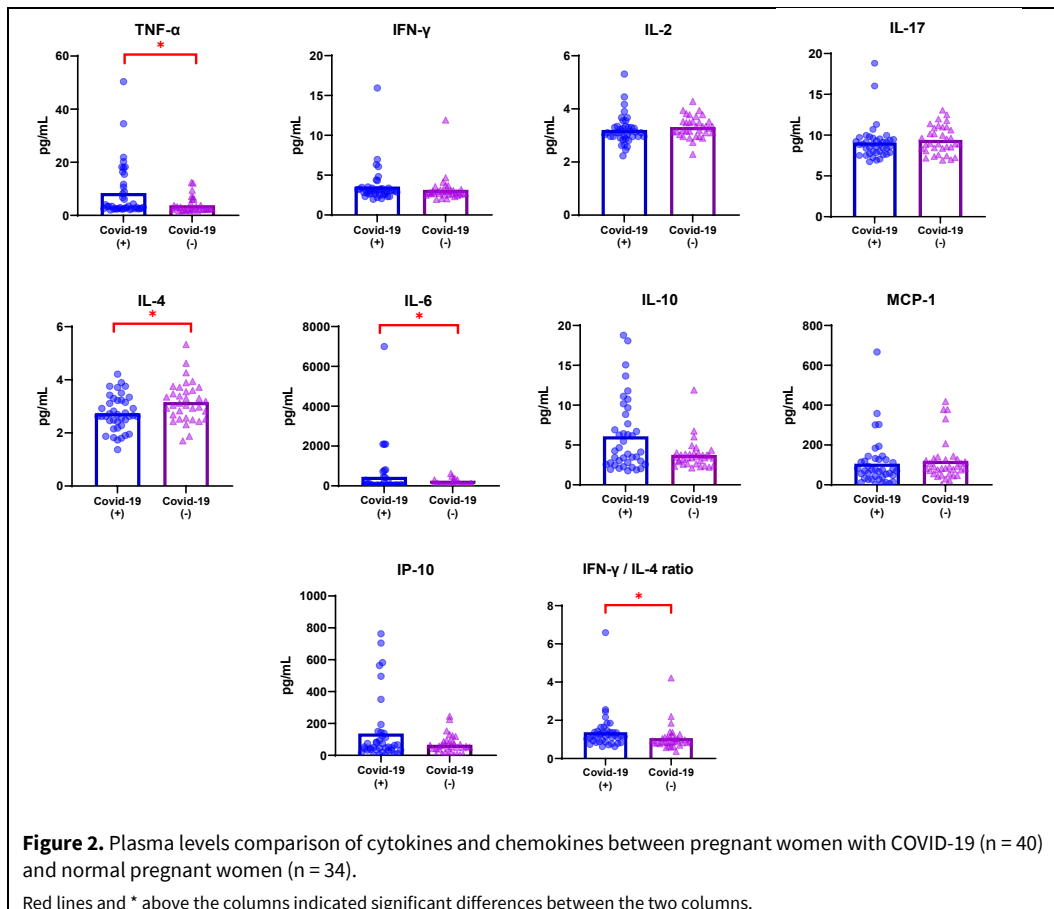 TNF-α
IFN-γ
IL-2
IL-17
*
60
40
20
0
pg/mL
Covid-19
(+)
Covid-19
(-)
20
15
10
5
0
pg/mL
Covid-19
(+)
Covid-19
(-)
6
4
2
0
pg/mL
Covid-19
(+)
Covid-19
(-)
20
15
10
5
0
pg/mL
Covid-19
(+)
Covid-19
(-)
IL-4
IL-6
IL-10
MCP-1
*
6
4
2
0
pg/mL
Covid-19
(+)
Covid-19
(-)
*
8000
6000
4000
2000
0
pg/mL
Covid-19
(+)
Covid-19
(-)
20
15
10
5
0
pg/mL
Covid-19
(+)
Covid-19
(-)
800
600
400
200
0
pg/mL
Covid-19
(+)
Covid-19
(-)
IP-10
IFN-γ / IL-4 ratio
1000
800
600
400
200
0
pg/mL
Covid-19
(+)
Covid-19
(-)
*
8
6
4
2
0
pg/mL
Covid-19
(+)
Covid-19
(-)
Figure 2. Plasma levels comparison of cytokines and chemokines between pregnant women with COVID-19 (n = 40)
and normal pregnant women (n = 34).
Red lines and * above the columns indicated significant differences between the two columns.